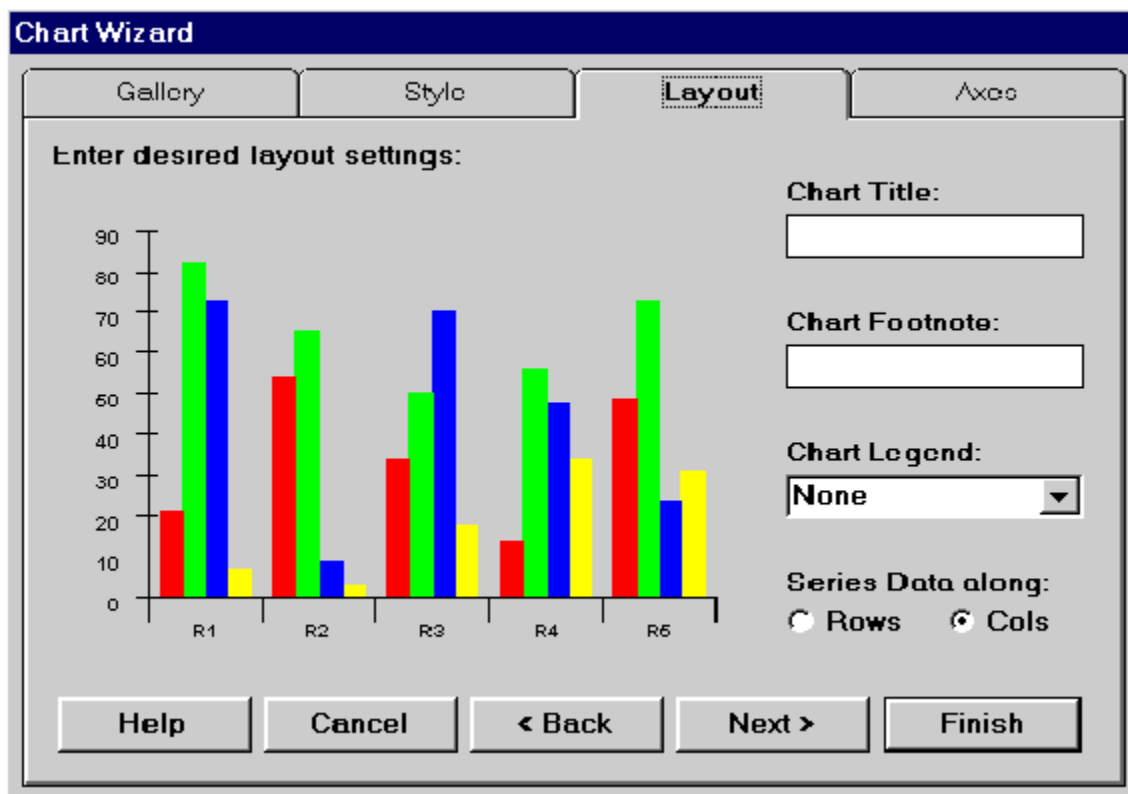 Chart Wizard
Gallery Style Layout Axes
Enter desired layout settings:
Chart Title:
90
80
70
60
50
40
30
20
10
0
R1 R2 R3 R4 R5
Chart Footnote:
Chart Legend:
None
Series Data along:
Rows Cols
Help Cancel < Back Next > Finish